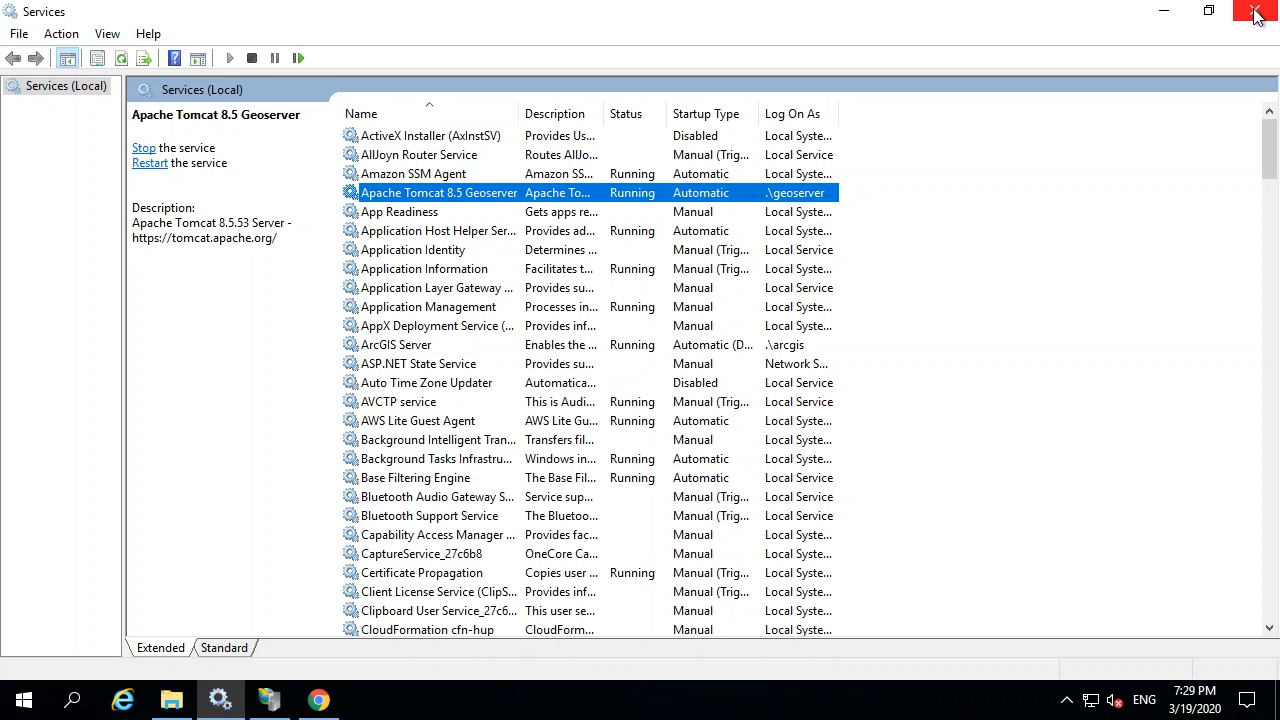 Services
File Action View Help
Services (Local)
Services (Local)
Apache Tomcat 8.5 Geoserver
Stop the service
Restart the service
Description:
Apache Tomcat 8.5.53 Server -
https://tomcat.apache.org/
Name Description Status Startup Type Log On As
ActiveX Installer (AxInstSV) Provides Us... Disabled Local Syste...
AllJoyn Router Service Routes AllJo... Manual (Trig... Local Service
Amazon SSM Agent Amazon SS... Running Automatic Local Syste...
Apache Tomcat 8.5 Geoserver Apache To... Running Automatic .\geoserver
App Readiness Gets apps re... Manual Local Syste...
Application Host Helper Ser... Provides ad... Running Automatic Local Syste...
Application Identity Determines ... Manual (Trig... Local Service
Application Information Facilitates t... Running Manual (Trig... Local Syste...
Application Layer Gateway ... Provides su... Manual Local Service
Application Management Processes in... Running Manual Local Syste...
AppX Deployment Service (... Provides inf... Manual Local Syste...
ArcGIS Server Enables the ... Running Automatic (D... .\arcgis
ASP.NET State Service Provides su... Manual Network S...
Auto Time Zone Updater Automatica... Disabled Local Service
AVCTP service This is Audi... Running Manual (Trig... Local Service
AWS Lite Guest Agent AWS Lite Gu... Running Automatic Local Syste...
Background Intelligent Tran... Transfers fil... Manual Local Syste...
Background Tasks Infrastru... Windows in... Running Automatic Local Syste...
Base Filtering Engine The Base Fil... Running Automatic Local Service
Bluetooth Audio Gateway S... Service sup... Manual (Trig... Local Service
Bluetooth Support Service The Bluetoo... Manual (Trig... Local Service
Capability Access Manager ... Provides fac... Manual Local Syste...
CaptureService_27c6b8 OneCore Ca... Manual Local Syste...
Certificate Propagation Copies user ... Running Manual (Trig... Local Syste...
Client License Service (ClipS... Provides inf... Manual (Trig... Local Syste...
Clipboard User Service_27c6... This user se... Manual Local Syste...
CloudFormation cfn-hup CloudForm... Manual Local Syste...
Extended Standard
ENG
7:29 PM
3/19/2020